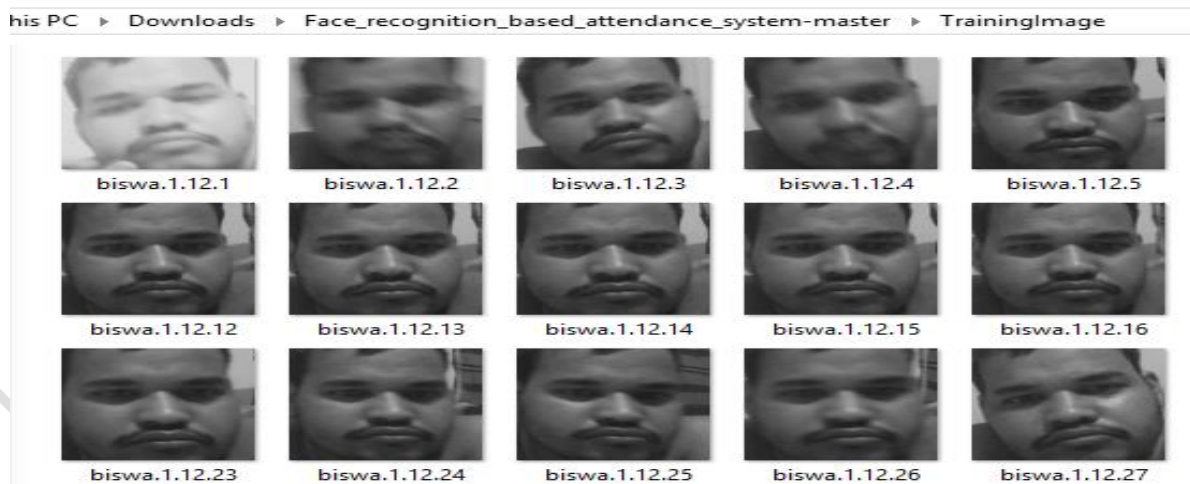 his PC ▸ Downloads ▸ Face_recognition_based_attendance_system-master ▸ TrainingImage
biswa.1.12.1 biswa.1.12.2 biswa.1.12.3 biswa.1.12.4 biswa.1.12.5
biswa.1.12.12 biswa.1.12.13 biswa.1.12.14 biswa.1.12.15 biswa.1.12.16
biswa.1.12.23 biswa.1.12.24 biswa.1.12.25 biswa.1.12.26 biswa.1.12.27